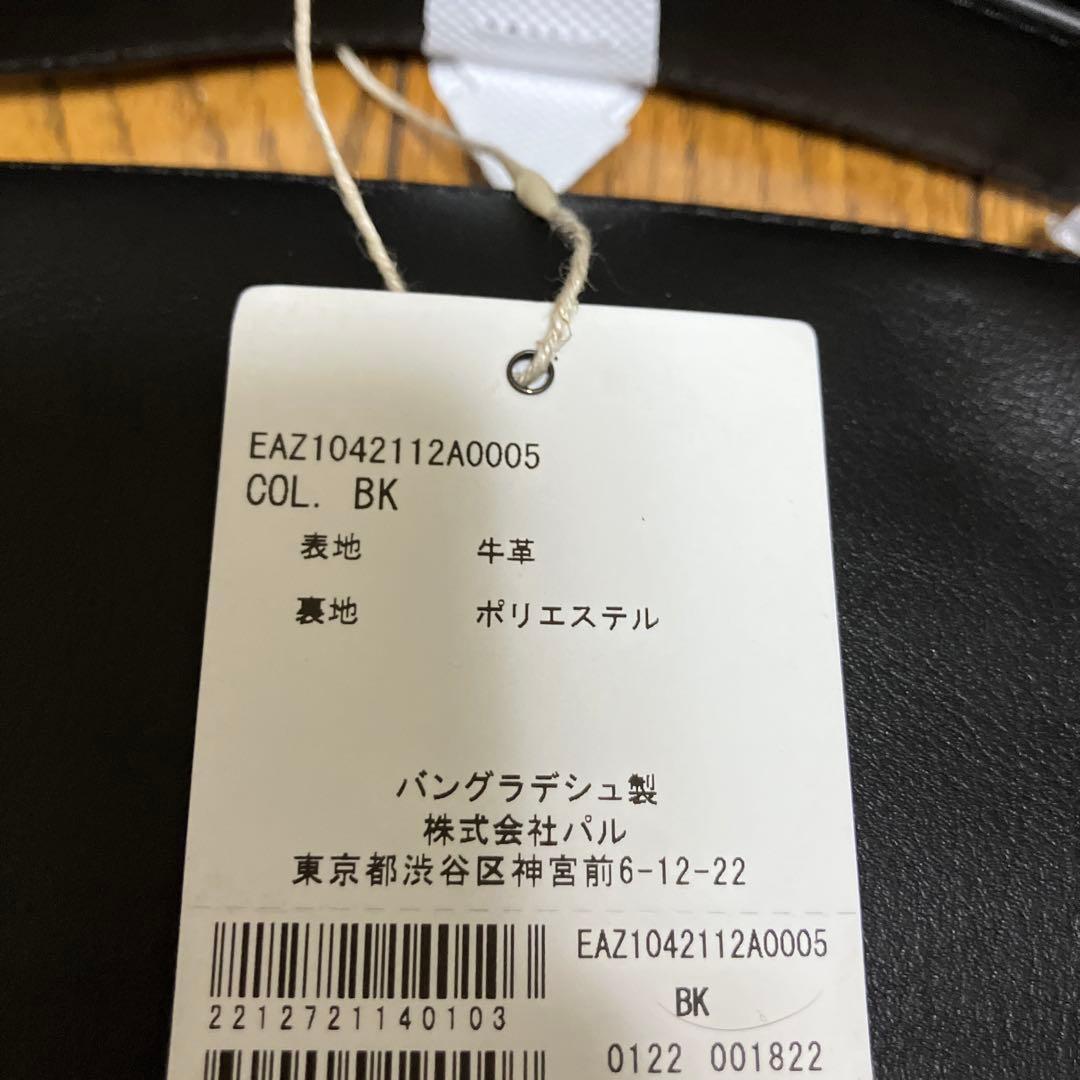 EAZ1042112A0005
COL. BK
表地 牛革
裏地 ポリエステル
バングラデシュ製
株式会社パル
東京都渋谷区神宮前6-12-22
EAZ1042112A0005
BK
2212721140103
0122 001822